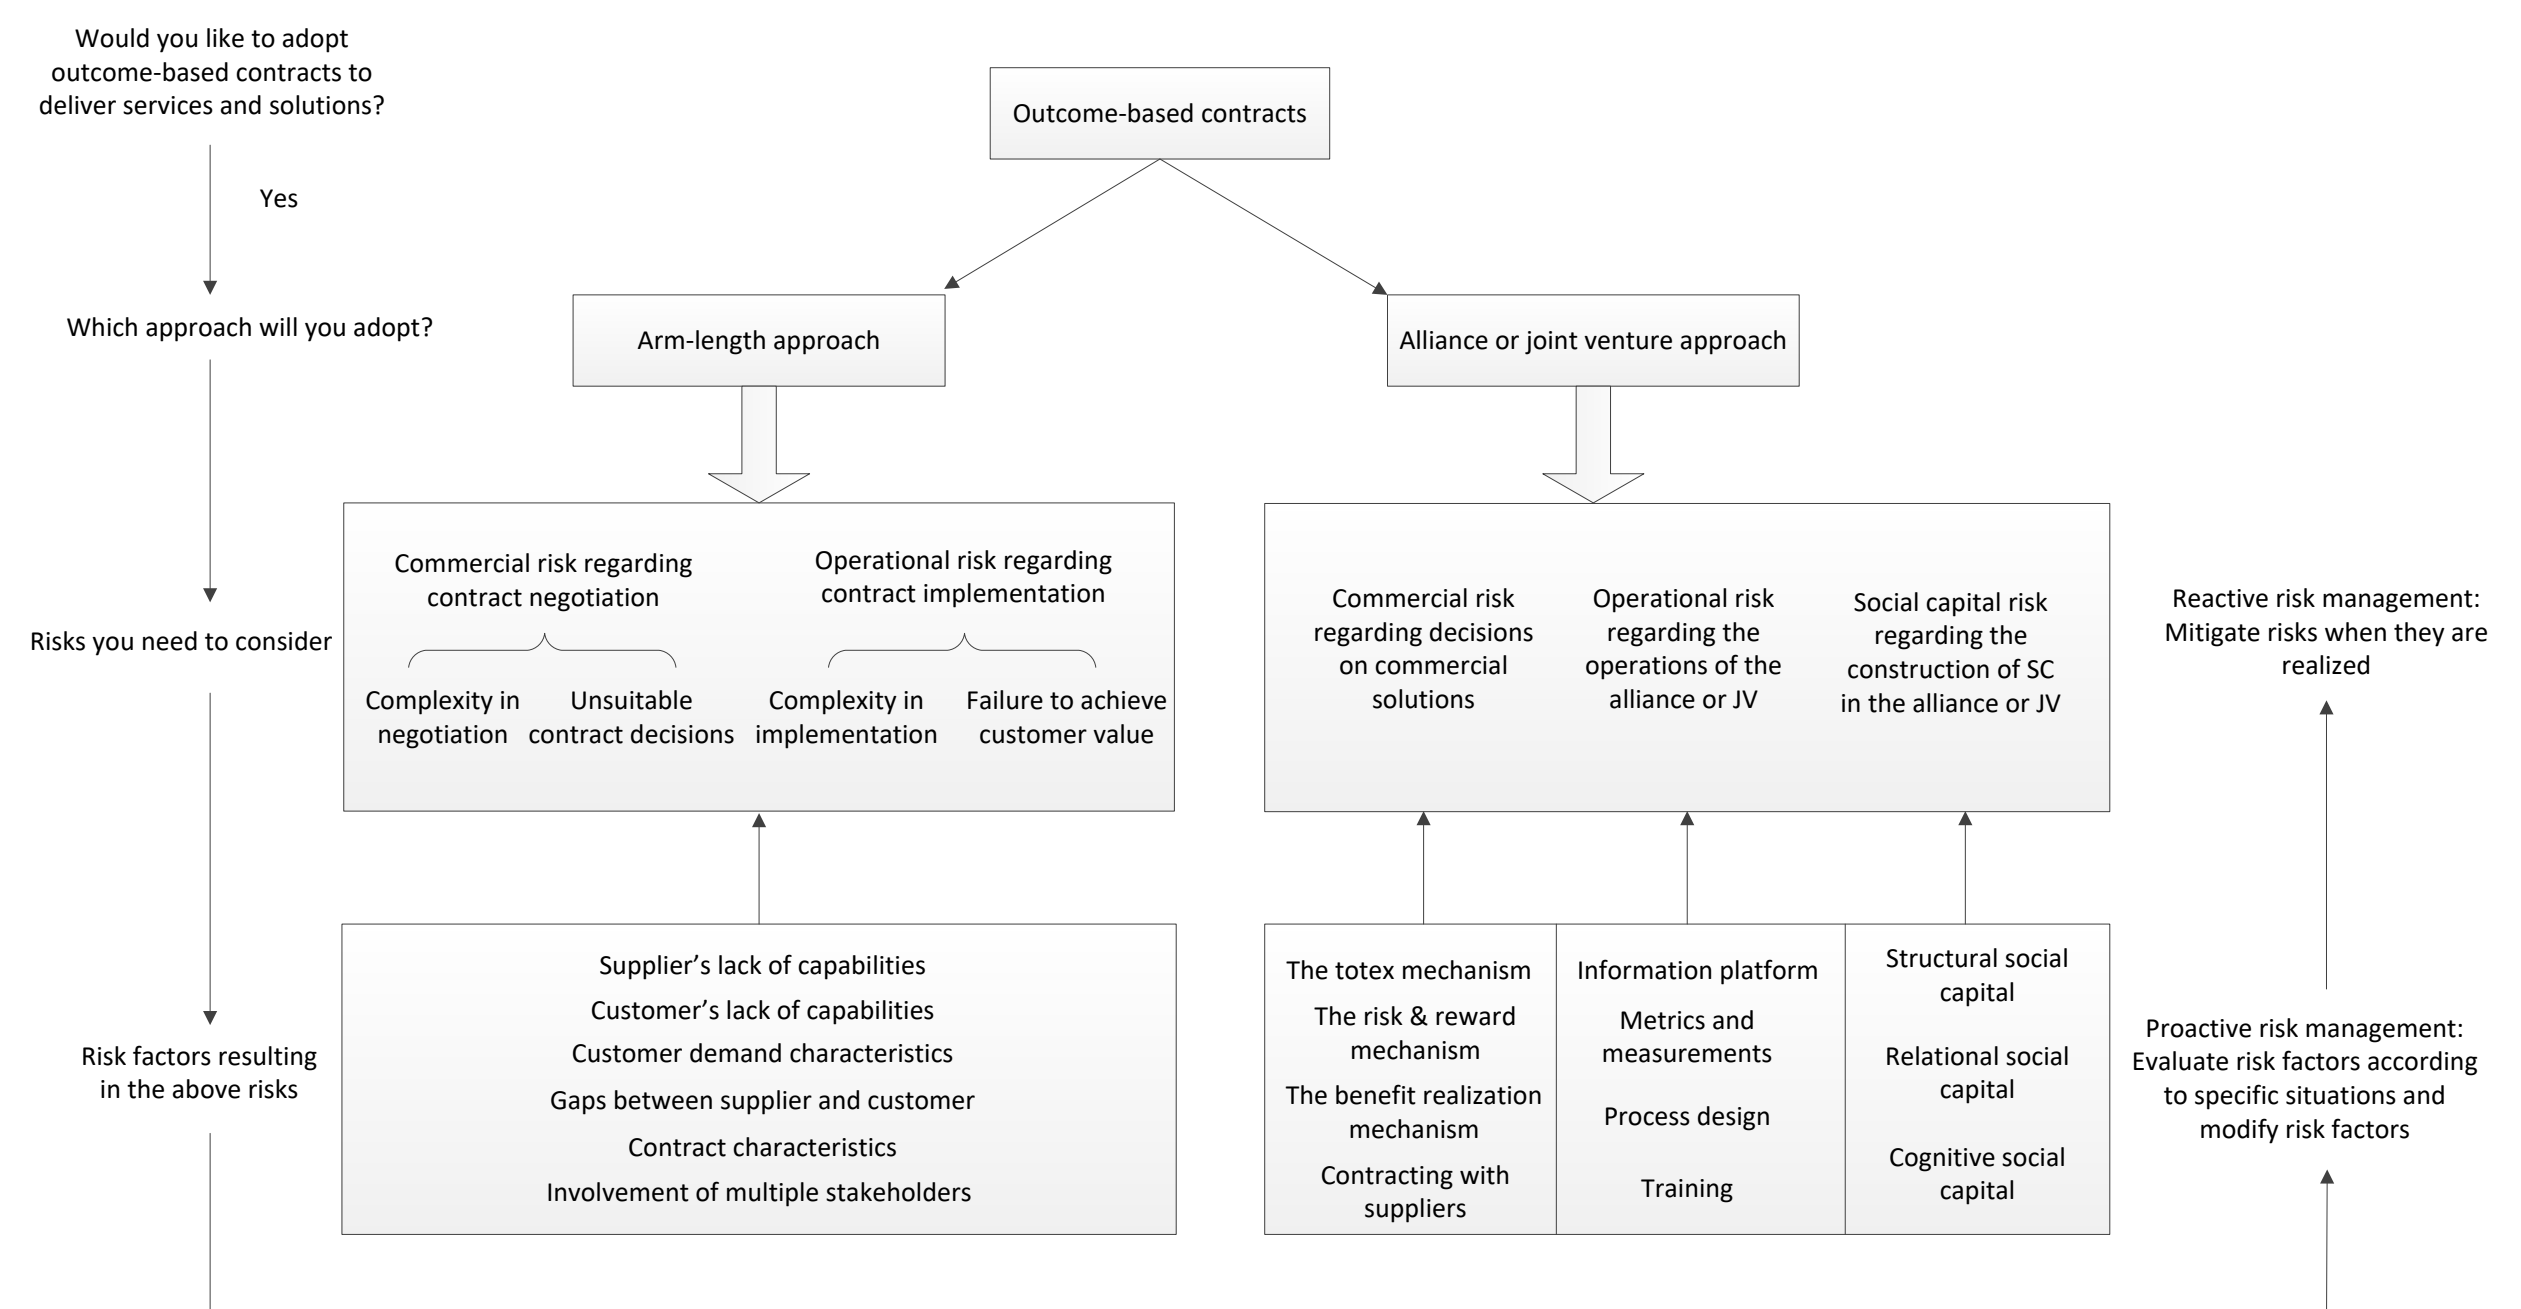 Would you like to adopt
outcome-based contracts to
deliver services and solutions?
Outcome-based contracts
Yes
Which approach will you adopt?
Arm-length approach
Alliance or joint venture approach
Risks you need to consider
Commercial risk regarding
contract negotiation
Operational risk regarding
contract implementation
Complexity in
negotiation
Unsuitable
contract decisions
Complexity in
implementation
Failure to achieve
customer value
Commercial risk
regarding decisions
on commercial
solutions
Operational risk
regarding the
operations of the
alliance or JV
Social capital risk
regarding the
construction of SC
in the alliance or JV
Reactive risk management:
Mitigate risks when they are
realized
Risk factors resulting
in the above risks
Supplier’s lack of capabilities
Customer’s lack of capabilities
Customer demand characteristics
Gaps between supplier and customer
Contract characteristics
Involvement of multiple stakeholders
The totex mechanism
The risk & reward
mechanism
The benefit realization
mechanism
Contracting with
suppliers
Information platform
Metrics and
measurements
Process design
Training
Structural social
capital
Relational social
capital
Cognitive social
capital
Proactive risk management:
Evaluate risk factors according
to specific situations and
modify risk factors